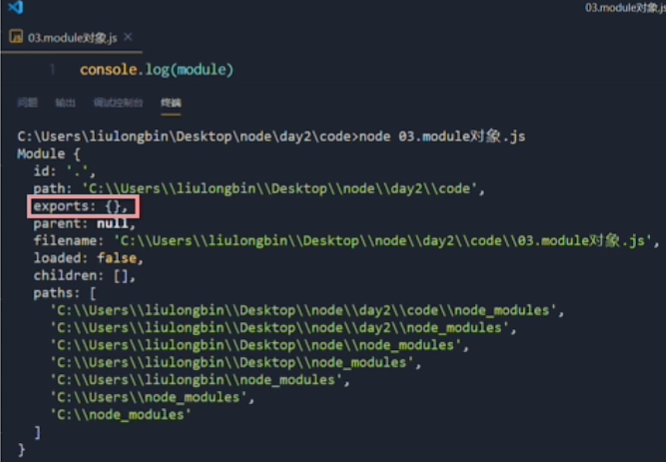 03.module对象.js
03.module对象.js
1 console.log(module)
问题 输出 调试控制台 终端
C:\Users\liulongbin\Desktop\node\day2\code>node 03.module对象.js
Module {
id: '.',
path: 'C:\\Users\\liulongbin\\Desktop\\node\\day2\\code',
exports: {},
parent: null,
filename: 'C:\\Users\\liulongbin\\Desktop\\node\\day2\\code\\03.module对象.js',
loaded: false,
children: [],
paths: [
'C:\\Users\\liulongbin\\Desktop\\node\\day2\\code\\node_modules',
'C:\\Users\\liulongbin\\Desktop\\node\\day2\\node_modules',
'C:\\Users\\liulongbin\\Desktop\\node\\node_modules',
'C:\\Users\\liulongbin\\Desktop\\node_modules',
'C:\\Users\\liulongbin\\node_modules',
'C:\\Users\\node_modules',
'C:\\node_modules'
]
}